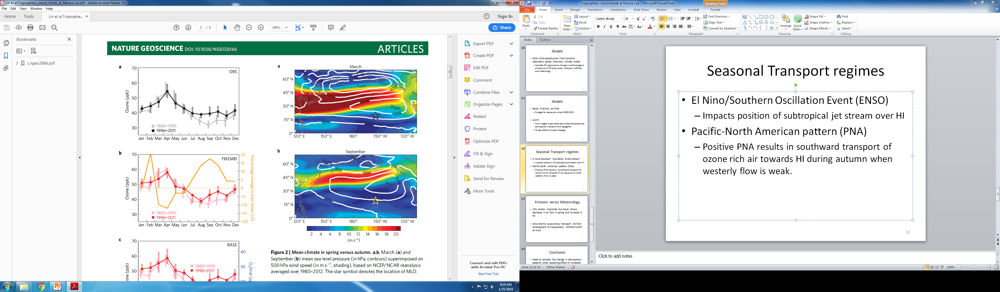 Lin et al Tropospheric_ozone_trends_at_Mauna Loa.pdf - Adobe Acrobat Reader DC
File Edit View Window Help
Home Tools Lin et al Troposphe... ×
Sign In
2 / 9
149%
Share
Bookmarks
c.ngeo2066.pdf
NATURE GEOSCIENCE DOI: 10.1038/NGEO2066
ARTICLES
a
OBS
Ozone (ppb)
70
60
50
40
30
1980–1995
1996–2011
Jan Feb Mar Apr May Jun Jul Aug Sep Oct Nov Dec
b
FIXEMIS
Ozone (ppb)
70
60
50
40
30
20
15
10
5
0
−5
−10
−15
−20
Percentage change in East Asian COt
1980–1995
1996–2011
Jan Feb Mar Apr May Jun Jul Aug Sep Oct Nov Dec
c
BASE
70
60
50
40
30
1980–1995
1996–2011
a
March
60° N
45° N
30° N
15° N
0°
L1004
L1004
1011
1011
1019
H1022
1019
1011
1011
120° E 150° E 180° 150° W 120° W
b
September
60° N
45° N
30° N
15° N
0°
1011
1011
1019
H1022
1011
120° E 150° E 180° 150° W 120° W
2 4 6 8 10 12 14 16 18 20
(m s−1)
Figure 2 | Mean climate in spring versus autumn. a,b, March (a) and
September (b) mean sea level pressure (in hPa, contours) superimposed on
500 hPa wind speed (in m s−1, shading), based on NCEP/NCAR reanalysis
averaged over 1980–2012. The star symbol denotes the location of MLO.
Export PDF
Create PDF
Edit PDF
Comment
Combine Files
Organize Pages
Redact
Protect
Optimize PDF
Fill & Sign
Adobe Sign
Send for Review
More Tools
Convert and edit PDFs
with Acrobat Pro DC
Start Free Trial
9:19 AM
1/25/2019
Tropospheric ozone trends at Mauna Loa - Microsoft PowerPoint
Drawing Tools
File Home Insert Design Transitions Animations Slide Show Review View Acrobat Format
Paste
Cut
Copy
Format Painter
Clipboard
New
Slide
Layout
Reset
Section
Slides
Calibri (Body) 28
Font
Text Direction
Align Text
Convert to SmartArt
Paragraph
Arrange
Quick
Styles
Shape Fill
Shape Outline
Shape Effects
Drawing
Find
Replace
Select
Editing
Slides Outline
10
Models
• GFDL AM3-Geophysical Fluid Dynamic
Laboratory global chemistry climate model
– Isoloate O3 response to change in anthropogenic
emissions of O3 precursors, methane, wildfires
and meterology
11
Models
• BASE, FIXEMIS, IAVFIRE
– Nudged to reanalysis winds 1980-2012
• AMIP
– Not nudged, prescribed sea surface temperatures,
atmospheric radiative forcing agents
– To see effect of ocean changes
12
Seasonal Transport regimes
• El Nino/Southern Oscillation Event (ENSO)
– Impacts position of subtropical jet stream over HI
• Pacific-North American pattern (PNA)
– Positive PNA results in southward transport of
ozone rich air towards HI during autumn when
westerly flow is weak.
13
Emission versus Meteorology
• COt, carbon monoxide like tracer shows
decrease in air flow in spring and increase in
fal
• Kona storms occasionally transport O3 from
stratosphere to troposphere, INSIGNIFICANT
at MLO
14
Conclusion
• Need to consider the change in atmospheric
patterns when assessing effect of increased
Seasonal Transport regimes
• El Nino/Southern Oscillation Event (ENSO)
– Impacts position of subtropical jet stream over HI
• Pacific-North American pattern (PNA)
– Positive PNA results in southward transport of
ozone rich air towards HI during autumn when
westerly flow is weak.
12
Click to add notes
Slide 12 of 14 "Office Theme"
100%